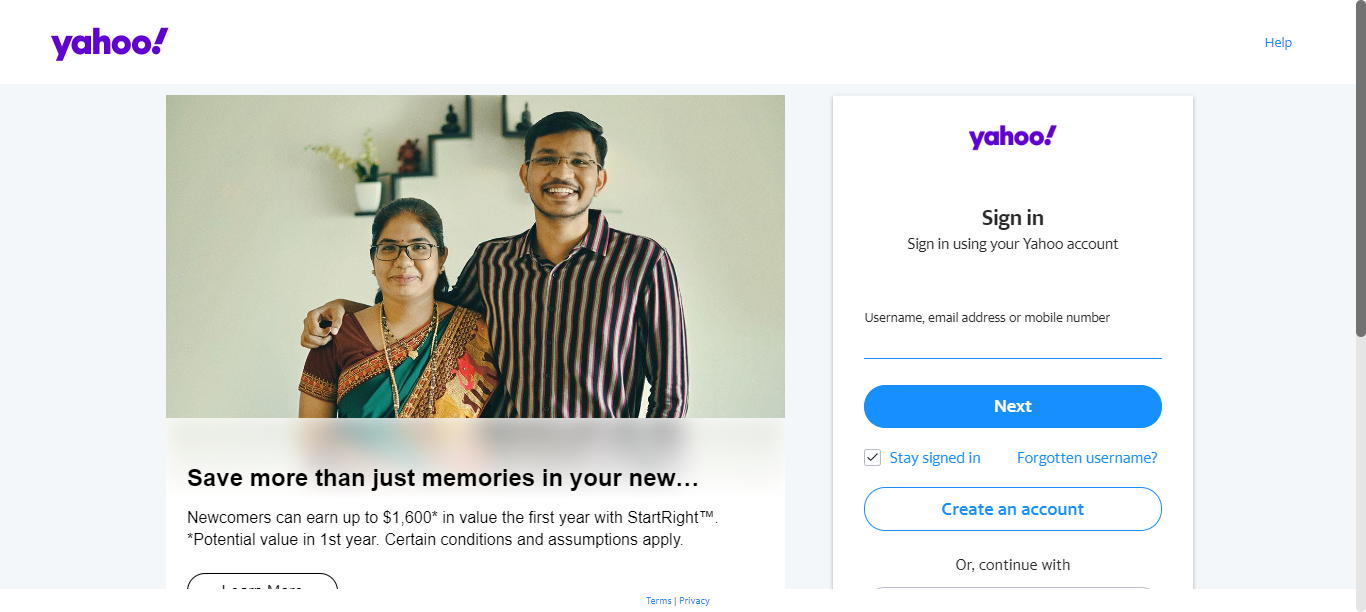 yahoo!
Help
yahoo!
Sign in
Sign in using your Yahoo account
Username, email address or mobile number
Next
Stay signed in
Forgotten username?
Create an account
Or, continue with
Save more than just memories in your new...
Newcomers can earn up to $1,600* in value the first year with StartRight™.
*Potential value in 1st year. Certain conditions and assumptions apply.
Learn More
Terms | Privacy